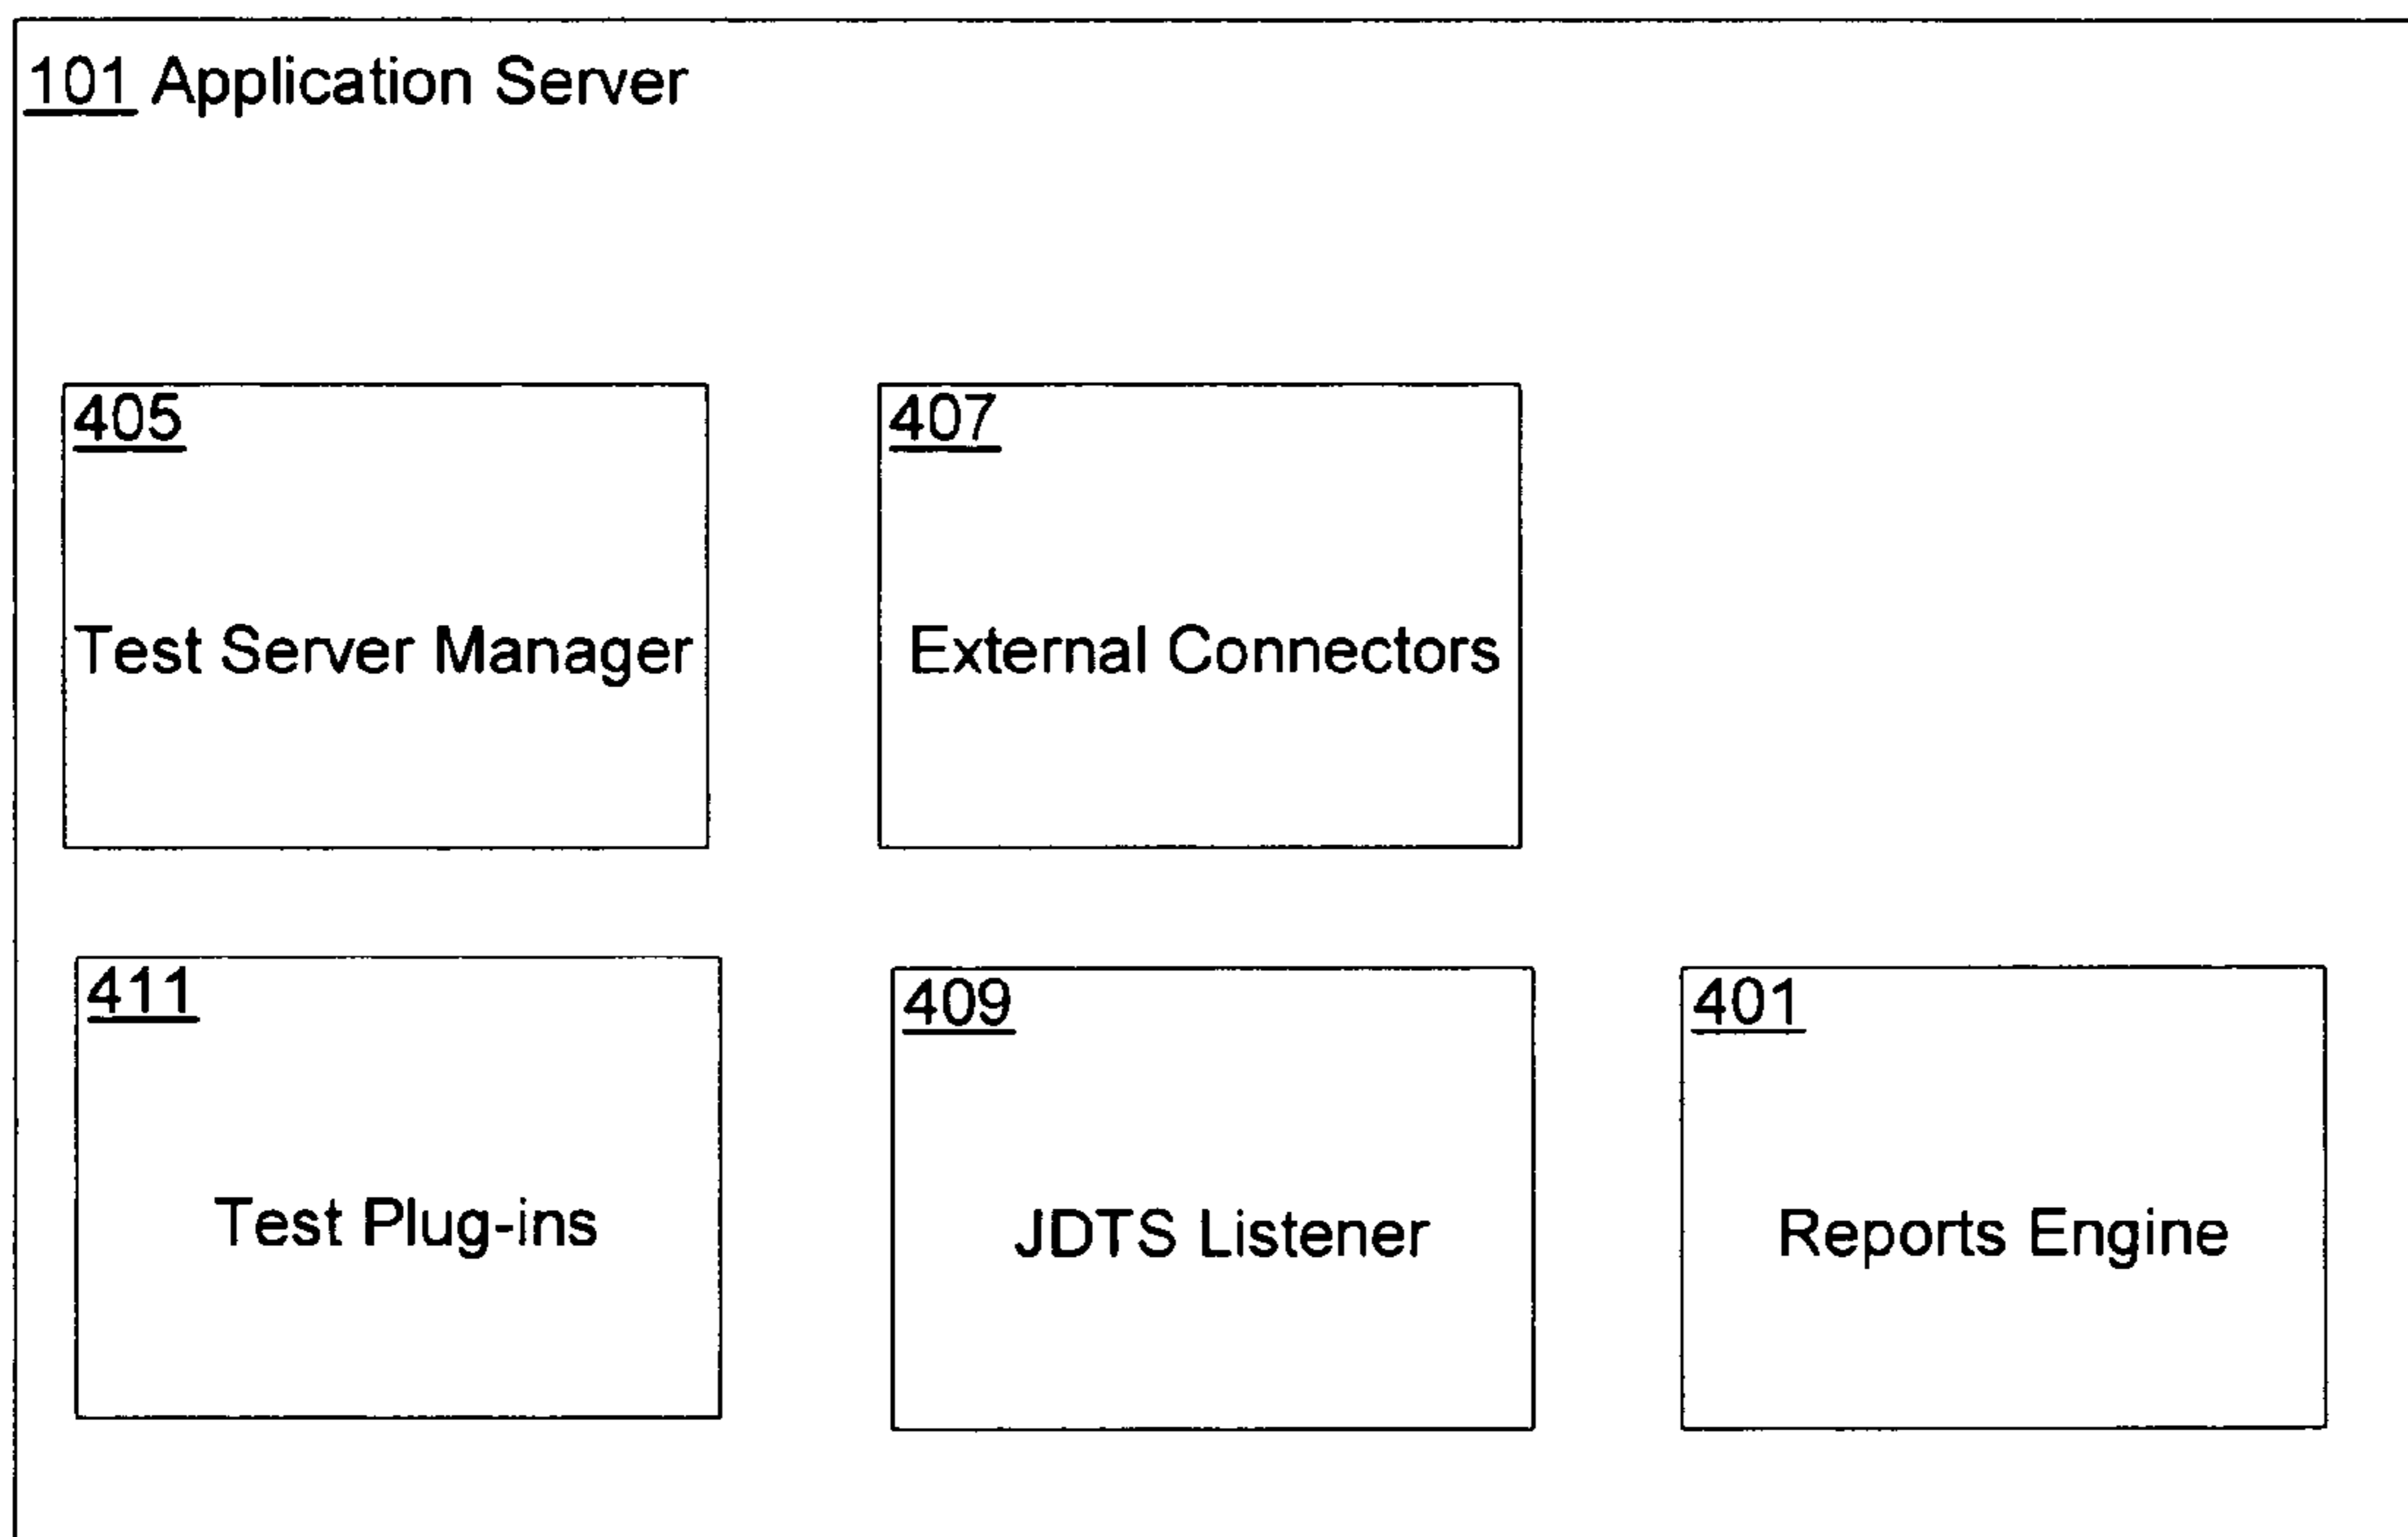 101 Application Server
405
Test Server Manager
407
External Connectors
411
Test Plug-ins
409
JDTS Listener
401
Reports Engine